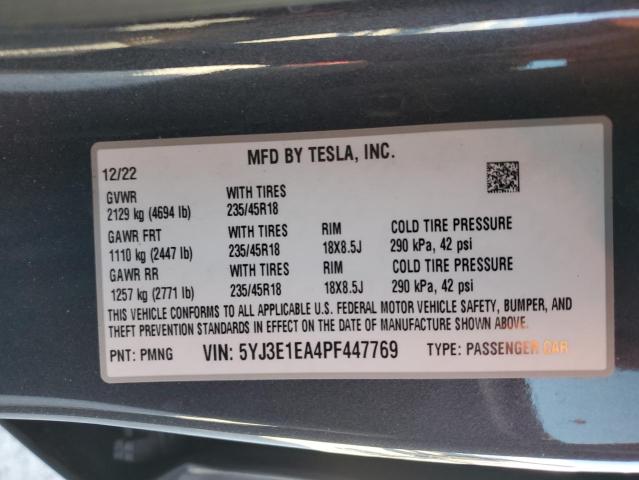 MFD BY TESLA, INC.
12/22
GVWR WITH TIRES
2129 kg (4694 lb) 235/45R18
GAWR FRT WITH TIRES RIM COLD TIRE PRESSURE
1110 kg (2447 lb) 235/45R18 18X8.5J 290 kPa, 42 psi
GAWR RR WITH TIRES RIM COLD TIRE PRESSURE
1257 kg (2771 lb) 235/45R18 18X8.5J 290 kPa, 42 psi
THIS VEHICLE CONFORMS TO ALL APPLICABLE U.S. FEDERAL MOTOR VEHICLE SAFETY, BUMPER, AND
THEFT PREVENTION STANDARDS IN EFFECT ON THE DATE OF MANUFACTURE SHOWN ABOVE.
PNT: PMNG VIN: 5YJ3E1EA4PF447769 TYPE: PASSENGER CAR